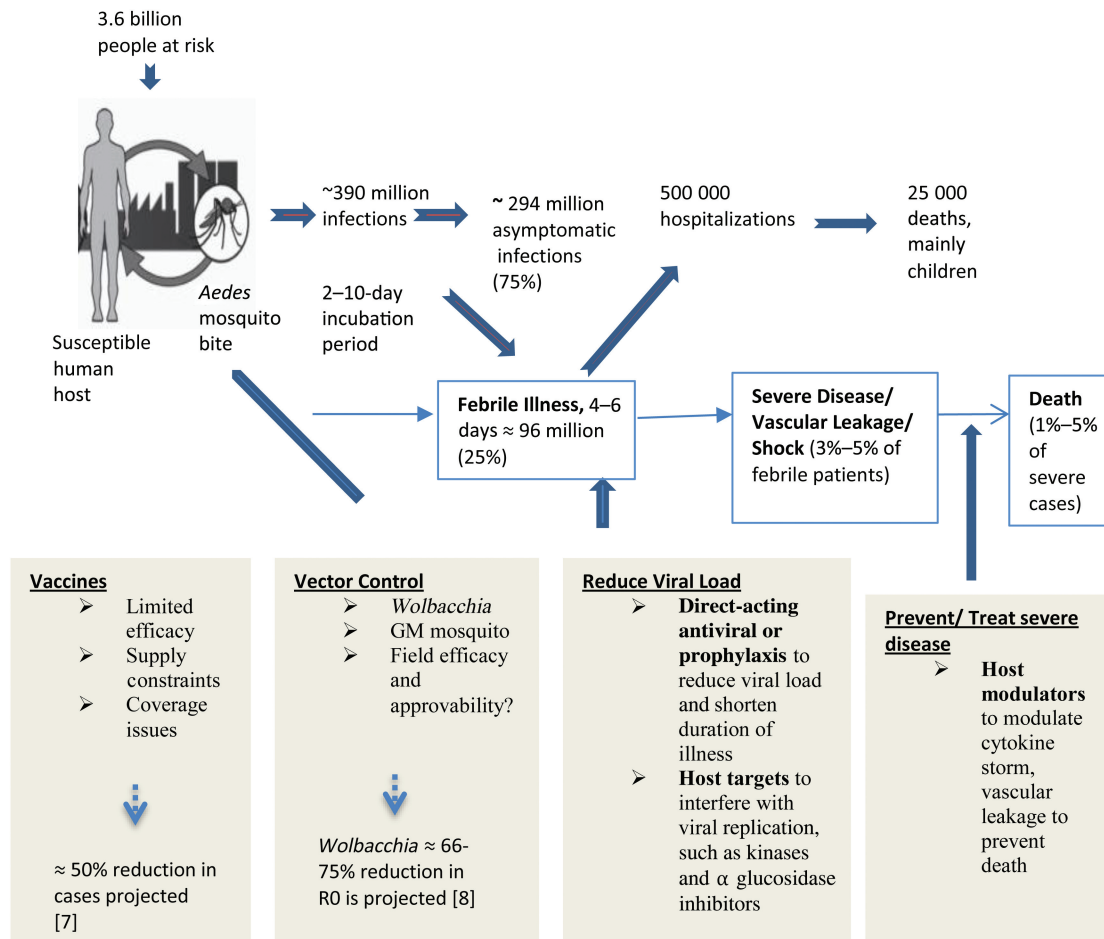 3.6 billion
people at risk
~390 million
infections
~ 294 million
asymptomatic
infections
(75%)
500 000
hospitalizations
25 000
deaths,
mainly
children
Aedes
mosquito
bite
Susceptible
human
host
2–10-day
incubation
period
Febrile Illness, 4–6
days ≈ 96 million
(25%)
Severe Disease/
Vascular Leakage/
Shock (3%–5% of
febrile patients)
Death
(1%–5%
of
severe
cases)
Vaccines
➢ Limited
efficacy
➢ Supply
constraints
➢ Coverage
issues
≈ 50% reduction in
cases projected
[7]
Vector Control
➢ Wolbacchia
➢ GM mosquito
➢ Field efficacy
and
approvability?
Wolbacchia ≈ 66-
75% reduction in
R0 is projected [8]
Reduce Viral Load
➢ Direct-acting
antiviral or
prophylaxis to
reduce viral load
and shorten
duration of
illness
➢ Host targets to
interfere with
viral replication,
such as kinases
and α glucosidase
inhibitors
Prevent/ Treat severe
disease
➢ Host
modulators
to modulate
cytokine
storm,
vascular
leakage to
prevent
death